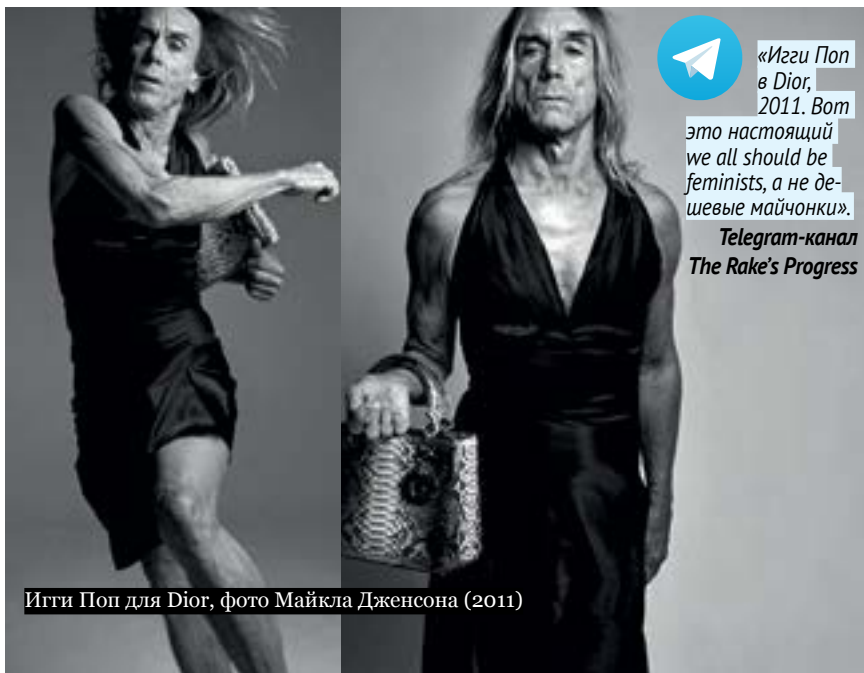 «Игги Поп
в Dior,
2011. Вот
это настоящий
we all should be
feminists, а не де-
шевые майчонки».
Telegram-канал
The Rake's Progress
Игги Поп для Dior, фото Майкла Дженсона (2011)